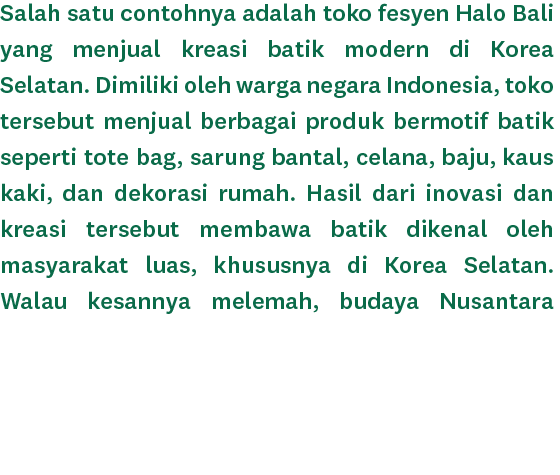 Salah satu contohnya adalah toko fesyen Halo Bali
yang menjual kreasi batik modern di Korea
Selatan. Dimiliki oleh warga negara Indonesia, toko
tersebut menjual berbagai produk bermotif batik
seperti tote bag, sarung bantal, celana, baju, kaus
kaki, dan dekorasi rumah. Hasil dari inovasi dan
kreasi tersebut membawa batik dikenal oleh
masyarakat luas, khususnya di Korea Selatan.
Walau kesannya melemah, budaya Nusantara